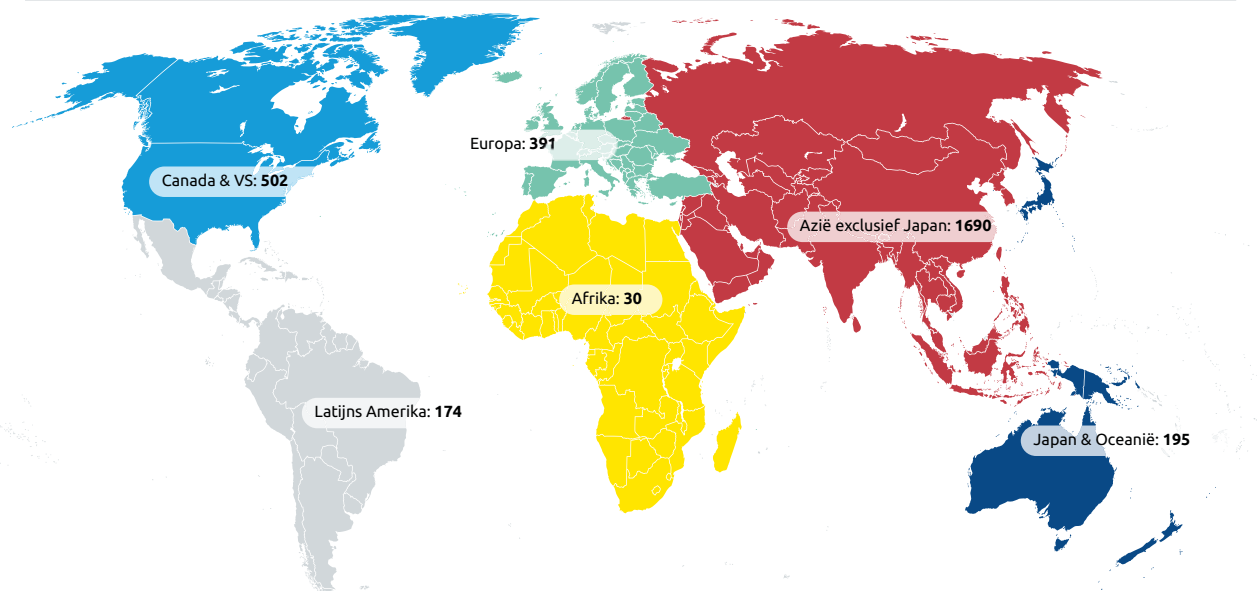 Europa: 391
Canada & VS: 502
Azië exclusief Japan: 1690
Afrika: 30
Latijns Amerika: 174
Japan & Oceanië: 195